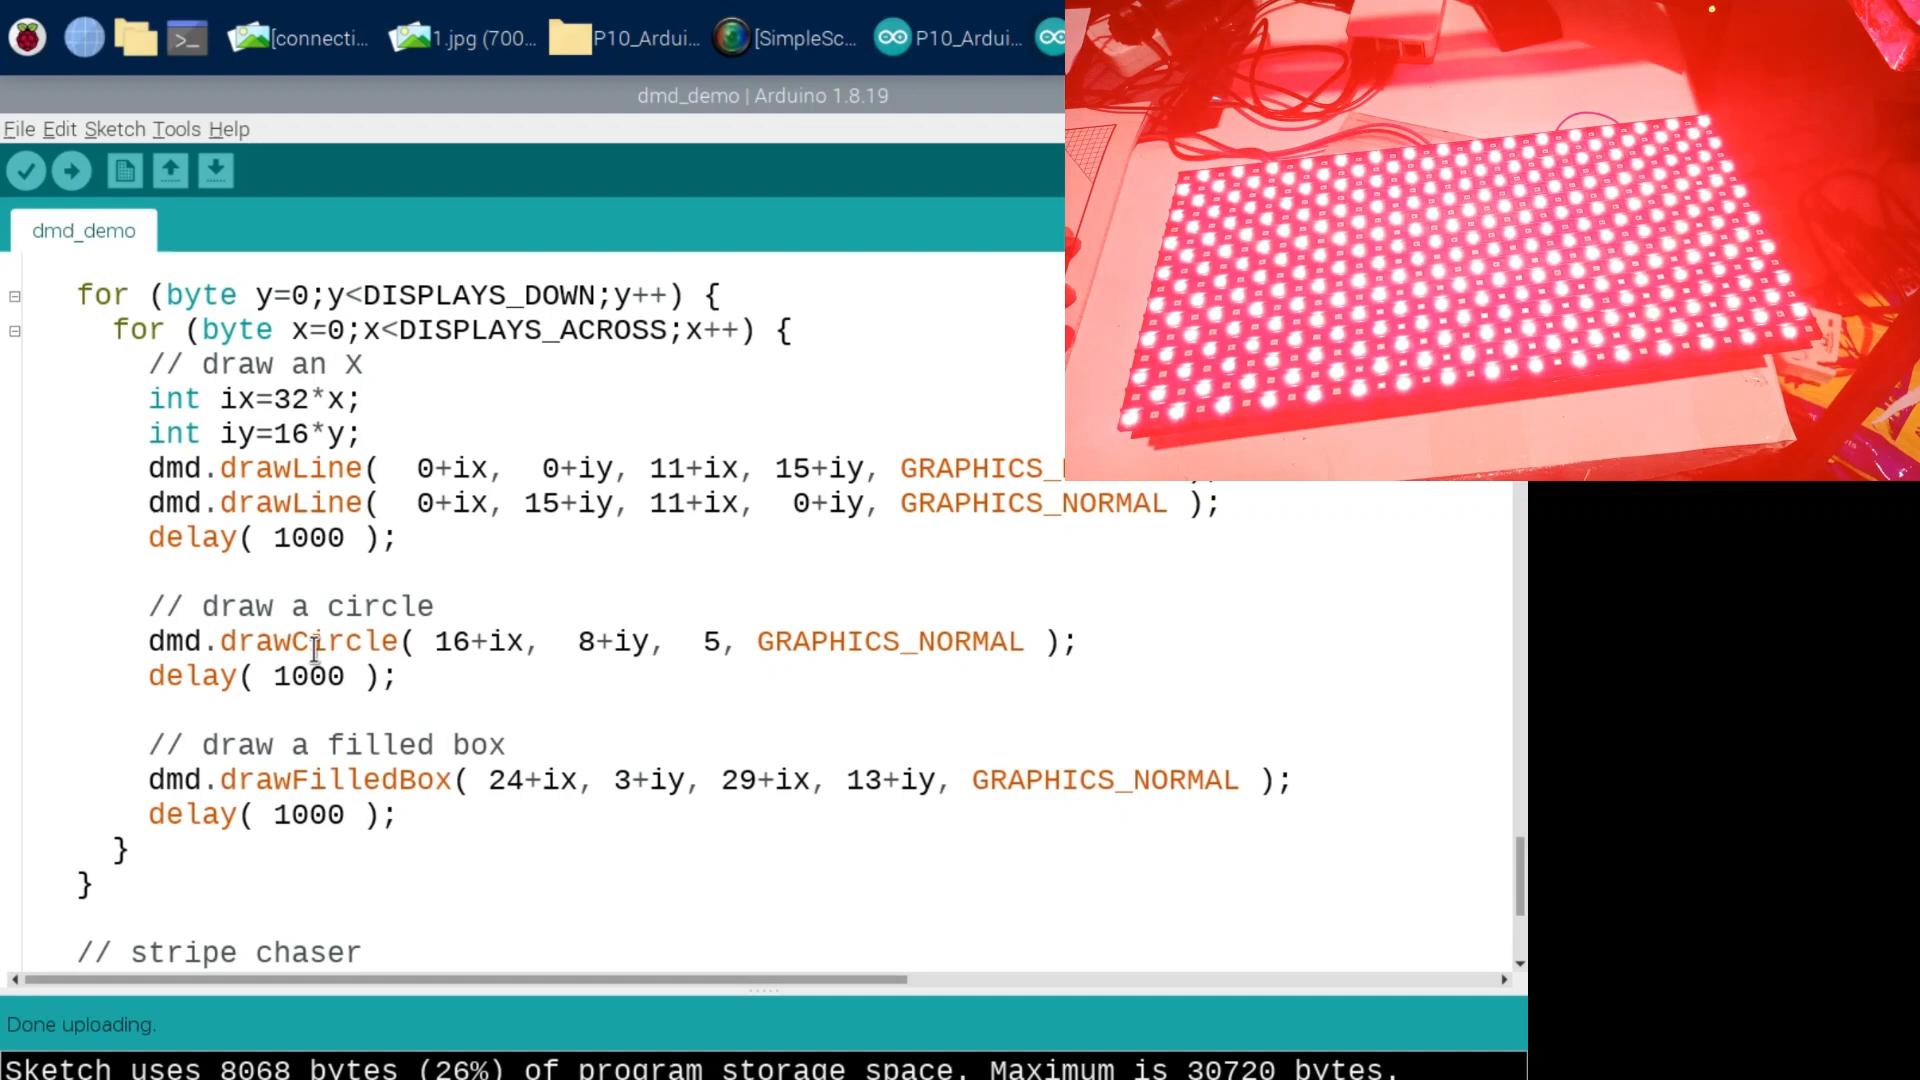 [connecti... 1.jpg (700... P10_Ardui... [SimpleSc... P10_Ardui...
dmd_demo | Arduino 1.8.19
File Edit Sketch Tools Help
dmd_demo
for (byte y=0;y<DISPLAYS_DOWN;y++) {
for (byte x=0;x<DISPLAYS_ACROSS;x++) {
// draw an X
int ix=32*x;
int iy=16*y;
dmd.drawLine(  0+ix,  0+iy, 11+ix, 15+iy, GRAPHICS_
dmd.drawLine(  0+ix, 15+iy, 11+ix,  0+iy, GRAPHICS_NORMAL );
delay( 1000 );
// draw a circle
dmd.drawCircle( 16+ix,  8+iy,  5, GRAPHICS_NORMAL );
delay( 1000 );
// draw a filled box
dmd.drawFilledBox( 24+ix, 3+iy, 29+ix, 13+iy, GRAPHICS_NORMAL );
delay( 1000 );
}
}
// stripe chaser
Done uploading.
Sketch uses 8068 bytes (26%) of program storage space. Maximum is 30720 bytes.